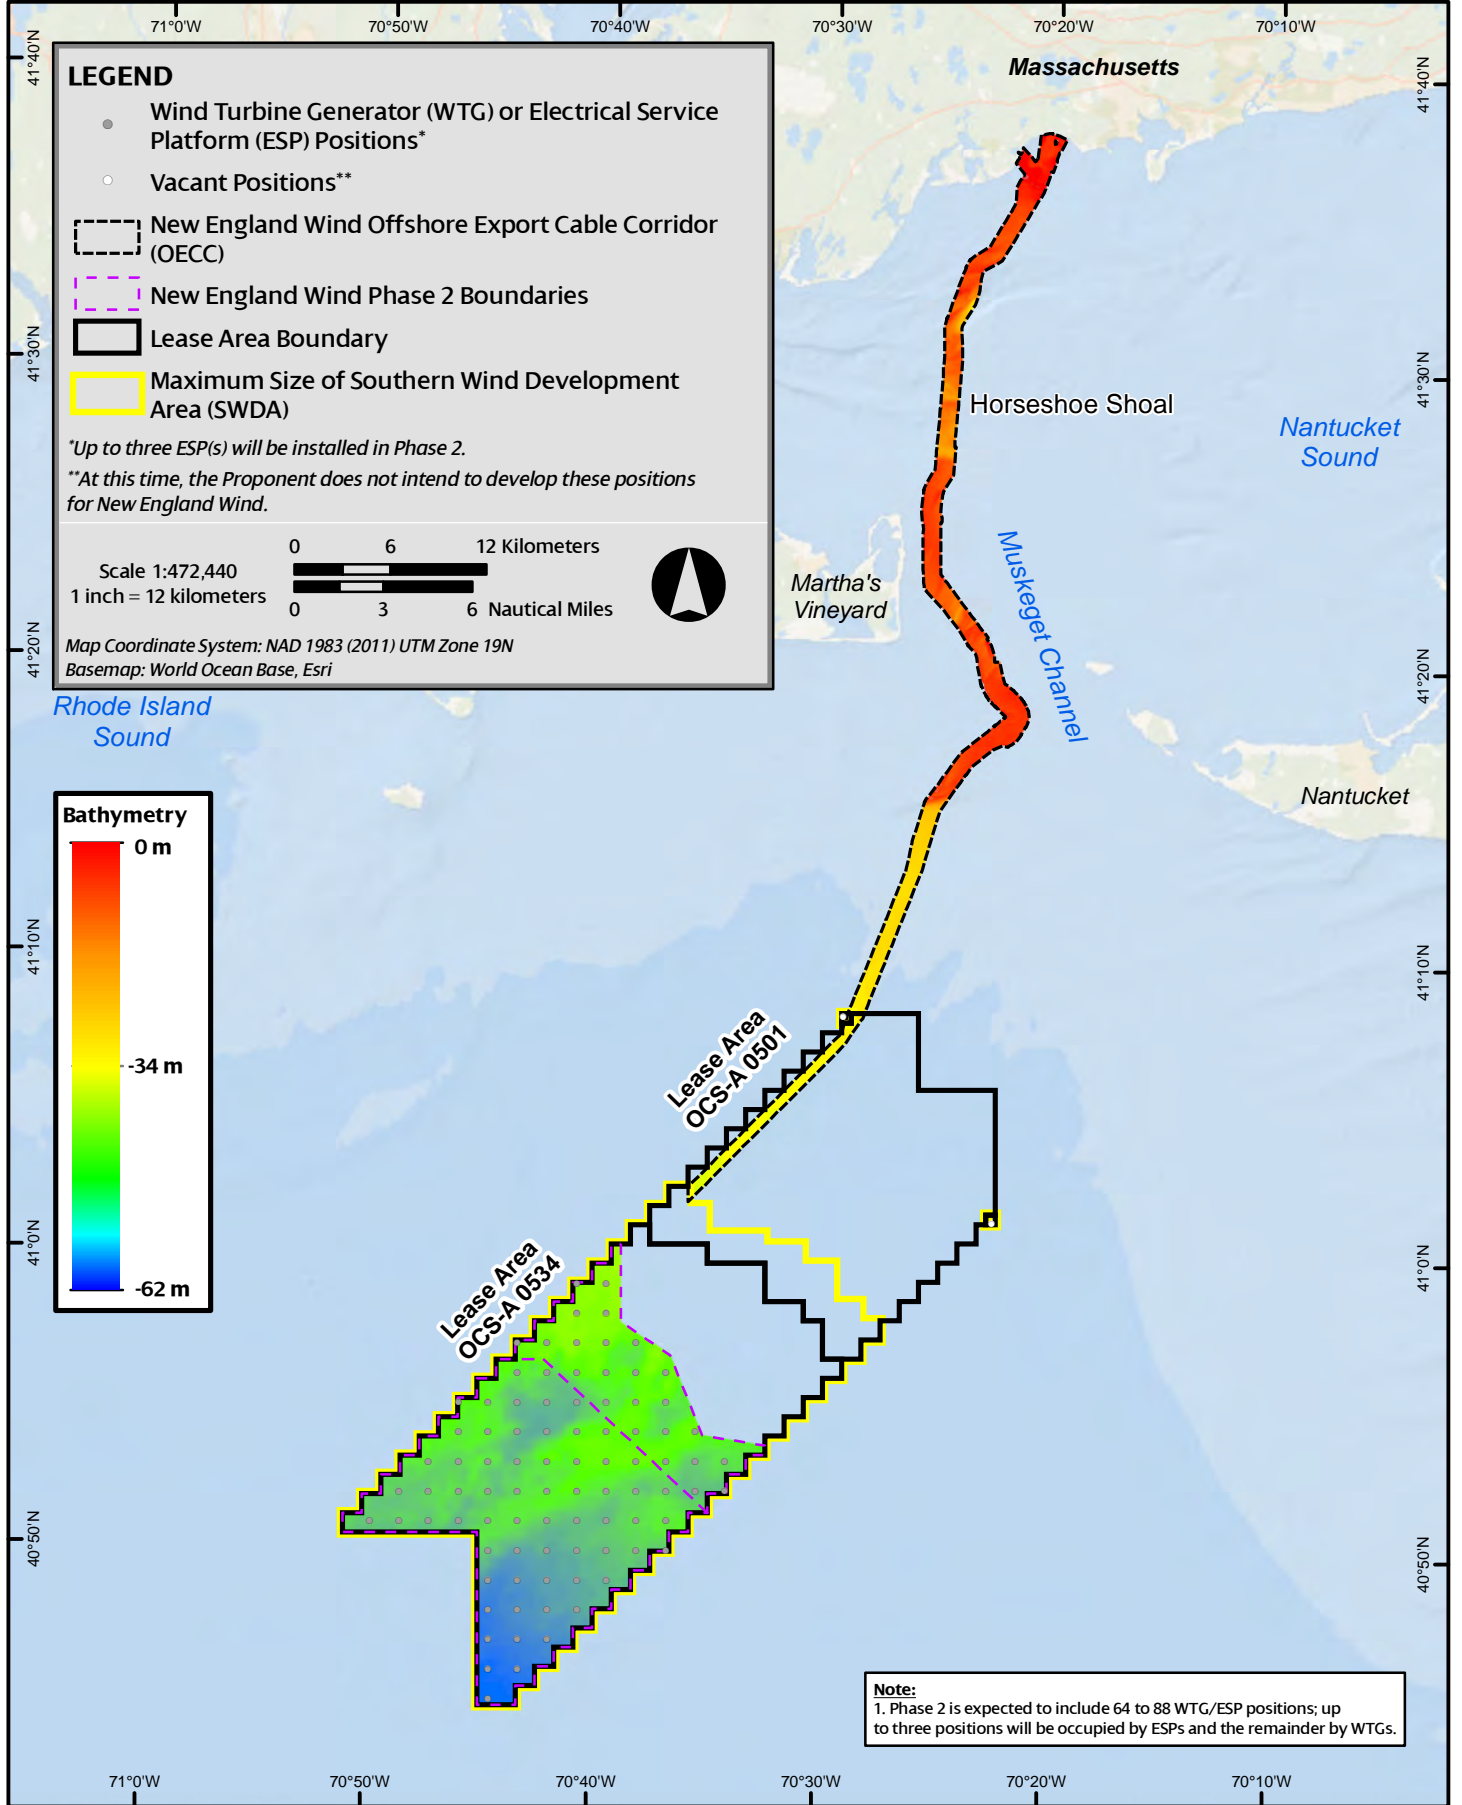 71°0'W 70°50'W 70°40'W 70°30'W 70°20'W 70°10'W
41°40'N
41°30'N
41°20'N
41°10'N
41°0'N
40°50'N
LEGEND
Wind Turbine Generator (WTG) or Electrical Service
Platform (ESP) Positions*
Vacant Positions**
New England Wind Offshore Export Cable Corridor
(OECC)
New England Wind Phase 2 Boundaries
Lease Area Boundary
Maximum Size of Southern Wind Development
Area (SWDA)
*Up to three ESP(s) will be installed in Phase 2.
**At this time, the Proponent does not intend to develop these positions
for New England Wind.
Scale 1:472,440
1 inch = 12 kilometers
0 6 12 Kilometers
0 3 6 Nautical Miles
Map Coordinate System: NAD 1983 (2011) UTM Zone 19N
Basemap: World Ocean Base, Esri
Massachusetts
Horseshoe Shoal
Nantucket
Sound
Martha's
Vineyard
Muskeget Channel
Rhode Island
Sound
Nantucket
Bathymetry
0 m
-34 m
-62 m
Lease Area
OCS-A 0501
Lease Area
OCS-A 0534
Note:
1. Phase 2 is expected to include 64 to 88 WTG/ESP positions; up
to three positions will be occupied by ESPs and the remainder by WTGs.
41°40'N
41°30'N
41°20'N
41°10'N
41°0'N
40°50'N
71°0'W 70°50'W 70°40'W 70°30'W 70°20'W 70°10'W